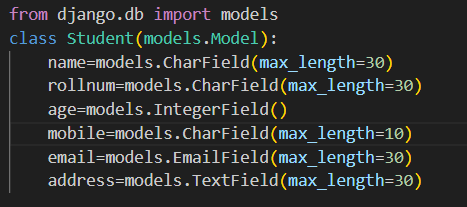 from django.db import models
class Student(models.Model):
    name=models.CharField(max_length=30)
    rollnum=models.CharField(max_length=30)
    age=models.IntegerField()
    mobile=models.CharField(max_length=10)
    email=models.EmailField(max_length=30)
    address=models.TextField(max_length=30)